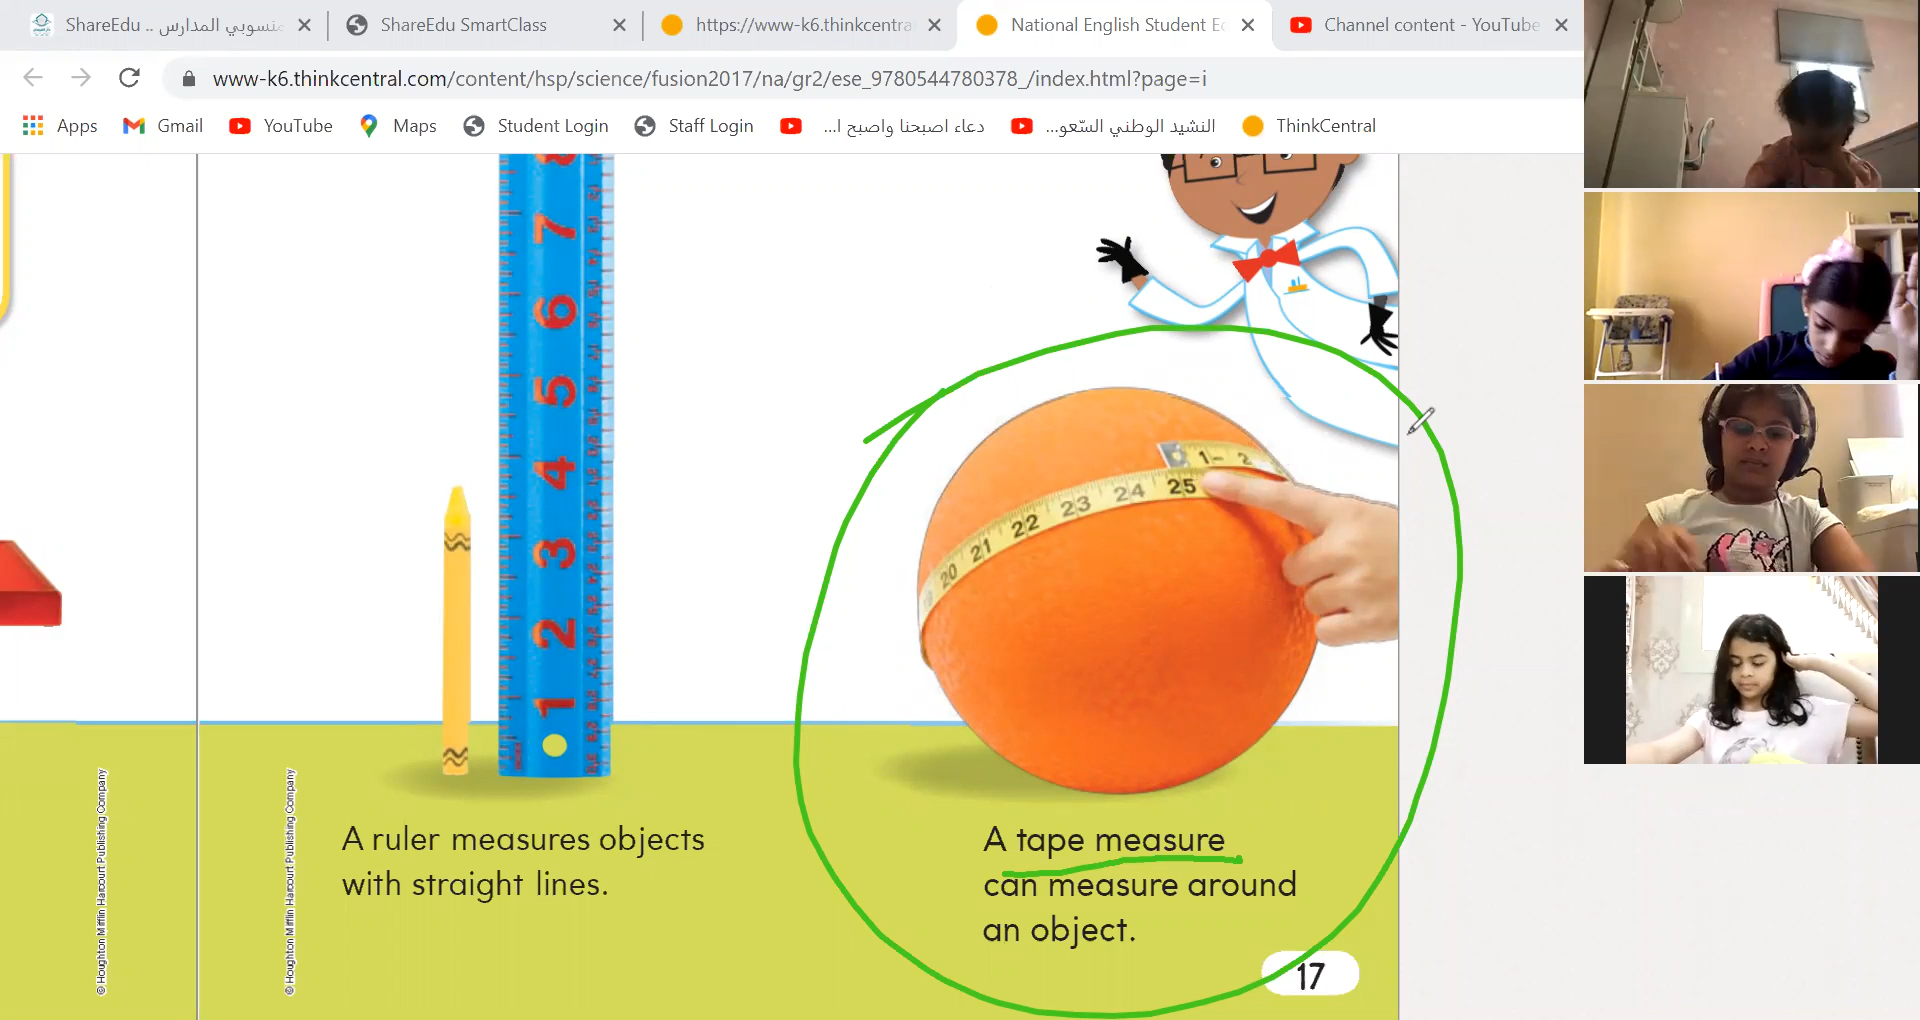 ShareEdu .. منسوبي المدارس
ShareEdu SmartClass
https://www-k6.thinkcentra
National English Student Ec
Channel content - YouTube
www-k6.thinkcentral.com/content/hsp/science/fusion2017/na/gr2/ese_9780544780378_/index.html?page=i
Apps
Gmail
YouTube
Maps
Student Login
Staff Login
دعاء اصبحنا واصبح ا...
النشيد الوطني السّعو...
ThinkCentral
8
7
6
5
4
3
2
1
1 2
20 21 22 23 24 25
A ruler measures objects
with straight lines.
A tape measure
can measure around
an object.
© Houghton Mifflin Harcourt Publishing Company
© Houghton Mifflin Harcourt Publishing Company
17